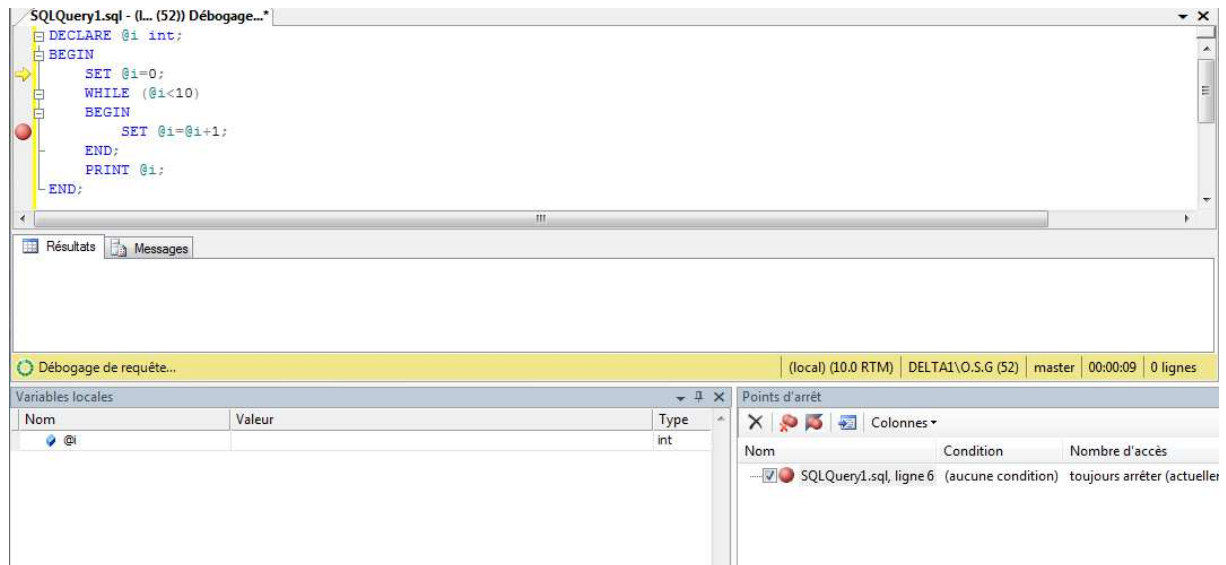 SQLQuery1.sql - (l... (52)) Débogage...*
DECLARE @i int;
BEGIN
SET @i=0;
WHILE (@i<10)
BEGIN
SET @i=@i+1;
END;
PRINT @i;
END;
Résultats Messages
Débogage de requête... (local) (10.0 RTM) DELTA1\O.S.G (52) master 00:00:09 0 lignes
Variables locales
Nom Valeur Type
@i int
Points d'arrêt
Colonnes
Nom Condition Nombre d'accès
SQLQuery1.sql, ligne 6 (aucune condition) toujours arrêter (actueller